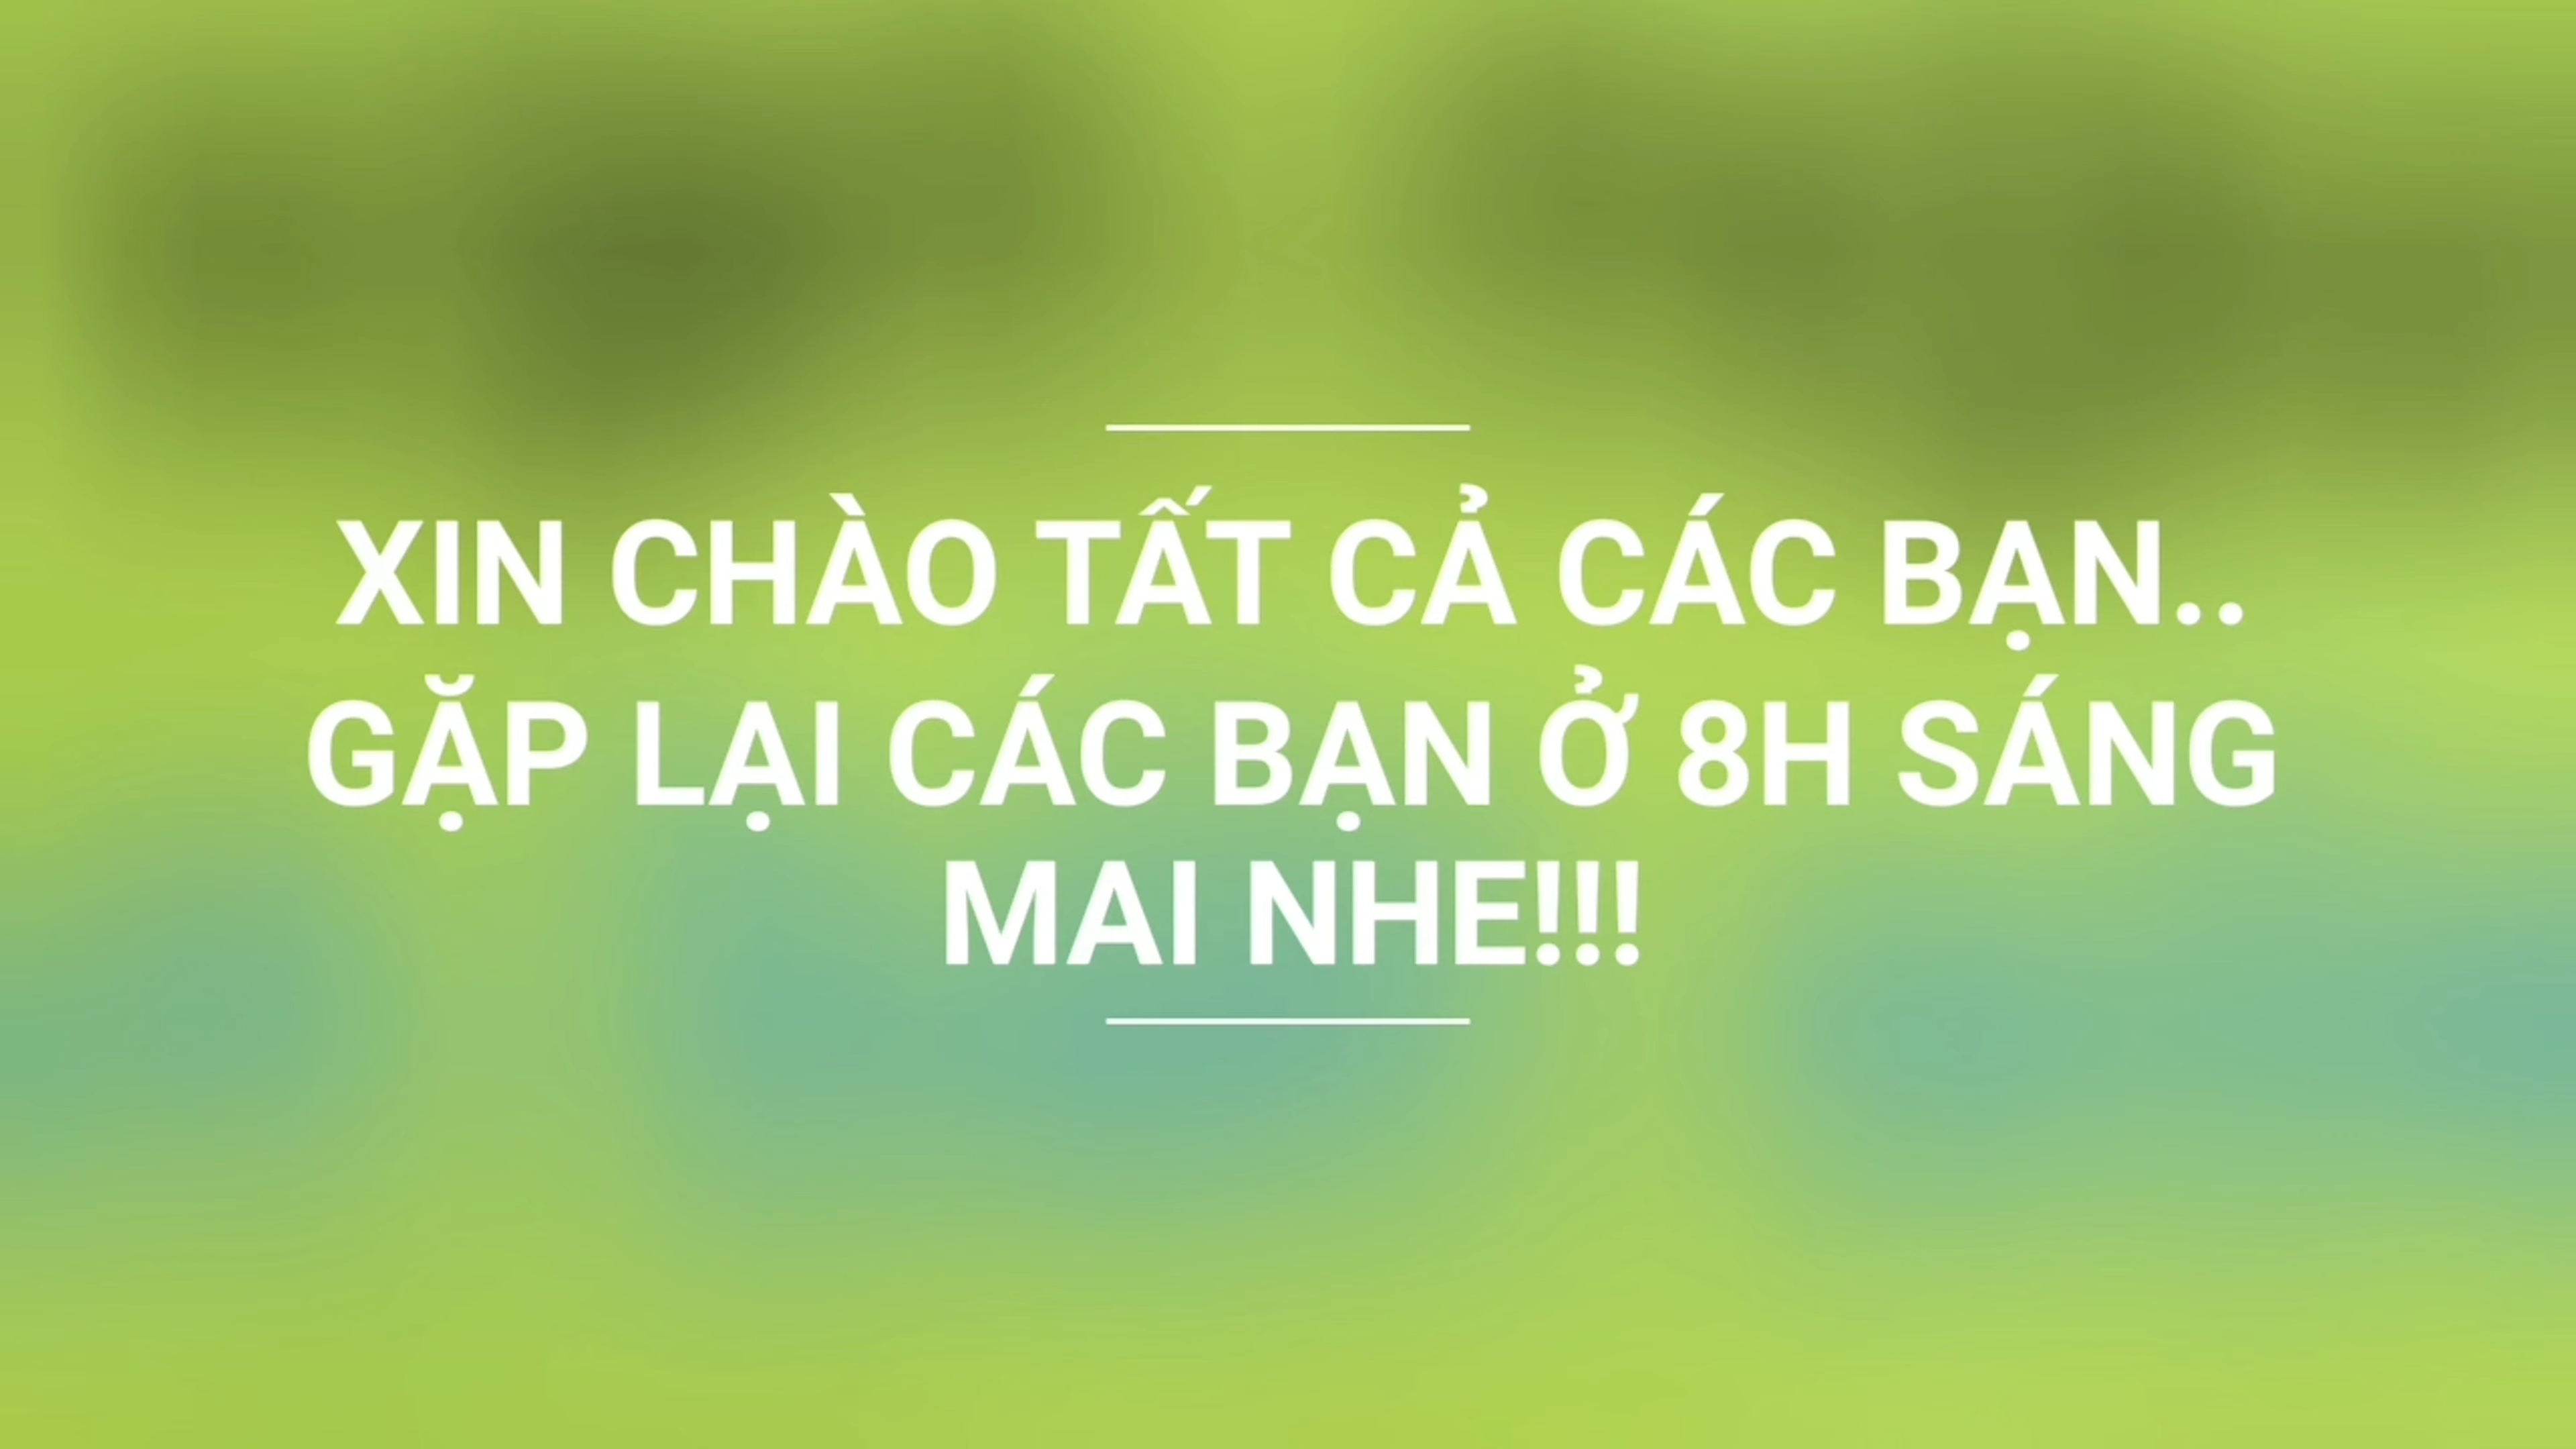 XIN CHÀO TẤT CẢ CÁC BẠN..
GẶP LẠI CÁC BẠN Ở 8H SÁNG
MAI NHE!!!